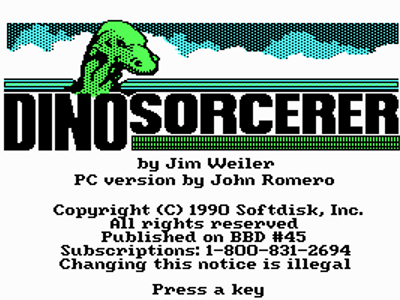 DINOSORCERER
by Jim Weiler
PC version by John Romero
Copyright (C) 1990 Softdisk, Inc.
All rights reserved
Published on BBD #45
Subscriptions: 1-800-831-2694
Changing this notice is illegal
Press a key